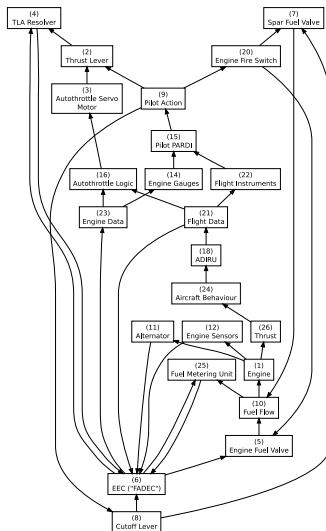 (4)
TLA Resolver
(7)
Spar Fuel Valve
(2)
Thrust Lever
(20)
Engine Fire Switch
(3)
Autothrottle Servo
Motor
(9)
Pilot Action
(15)
Pilot PARDI
(16)
Autothrottle Logic
(14)
Engine Gauges
(22)
Flight Instruments
(23)
Engine Data
(21)
Flight Data
(18)
ADIRU
(24)
Aircraft Behaviour
(11)
Alternator
(12)
Engine Sensors
(26)
Thrust
(25)
Fuel Metering Unit
(1)
Engine
(10)
Fuel Flow
(5)
Engine Fuel Valve
(6)
EEC ("FADEC")
(8)
Cutoff Lever